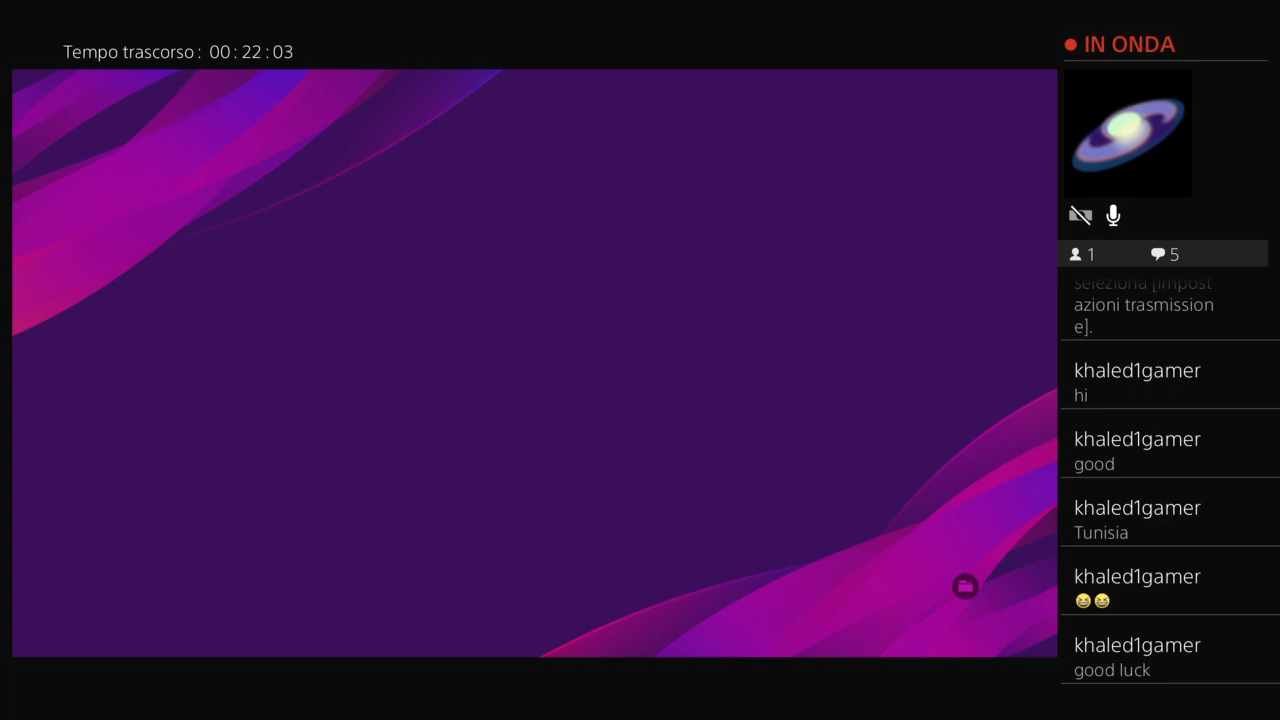 Tempo trascorso: 00:22:03
IN ONDA
1 5
seleziona [Impost
azioni trasmission
e].
khaled1gamer
hi
khaled1gamer
good
khaled1gamer
Tunisia
khaled1gamer
😆😆
khaled1gamer
good luck